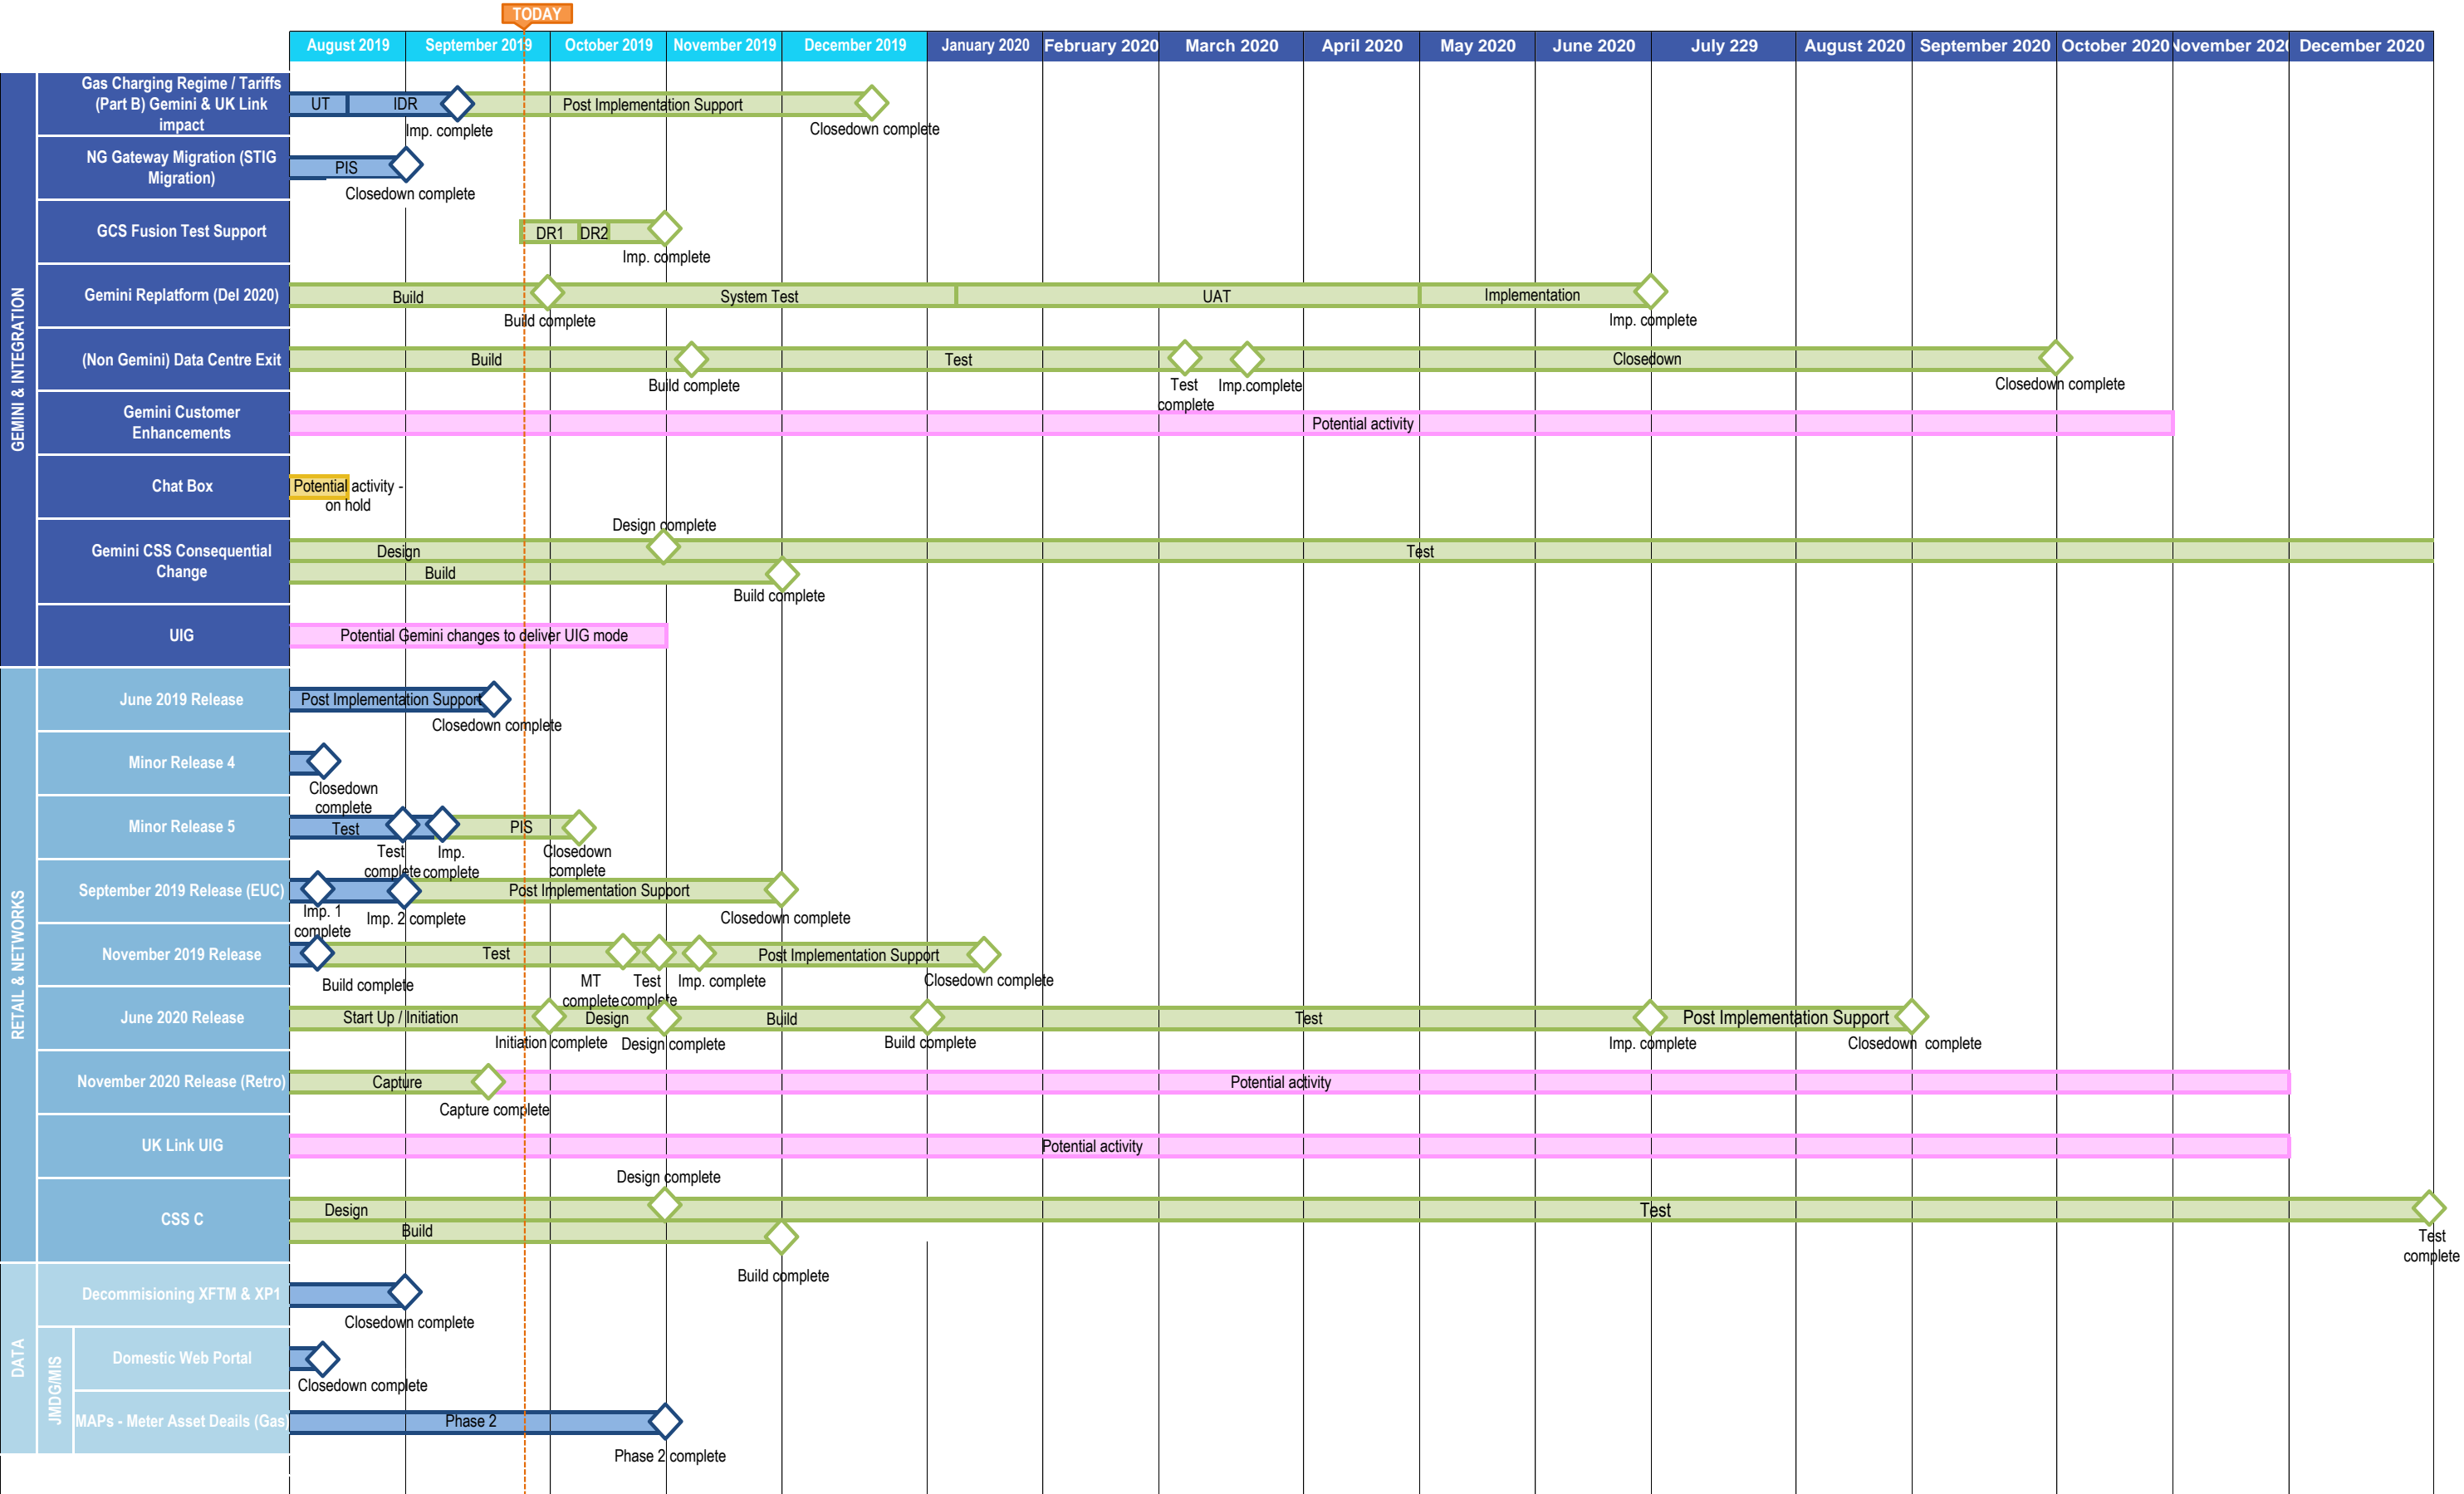 TODAY
August 2019
September 2019
October 2019
November 2019
December 2019
January 2020
February 2020
March 2020
April 2020
May 2020
June 2020
July 229
August 2020
September 2020
October 2020
November 2020
December 2020
GEMINI & INTEGRATION
Gas Charging Regime / Tariffs
(Part B) Gemini & UK Link
impact
UT
IDR
Post Implementation Support
Imp. complete
Closedown complete
NG Gateway Migration (STIG
Migration)
PIS
Closedown complete
GCS Fusion Test Support
DR1
DR2
Imp. complete
Gemini Replatform (Del 2020)
Build
System Test
UAT
Implementation
Build complete
Imp. complete
(Non Gemini) Data Centre Exit
Build
Test
Closedown
Build complete
Test
complete
Imp.complete
Closedown complete
Gemini Customer
Enhancements
Potential activity
Chat Box
Potential activity -
on hold
Gemini CSS Consequential
Change
Design complete
Design
Test
Build
Build complete
UIG
Potential Gemini changes to deliver UIG mode
RETAIL & NETWORKS
June 2019 Release
Post Implementation Support
Closedown complete
Minor Release 4
Closedown
complete
Minor Release 5
Test
PIS
Test
complete
Imp.
complete
Closedown
complete
September 2019 Release (EUC)
Post Implementation Support
Imp. 1
complete
Imp. 2 complete
Closedown complete
November 2019 Release
Test
Post Implementation Support
Build complete
MT
complete
Test
complete
Imp. complete
Closedown complete
June 2020 Release
Start Up / Initiation
Design
Build
Test
Post Implementation Support
Initiation complete
Design complete
Build complete
Imp. complete
Closedown complete
November 2020 Release (Retro)
Capture
Potential activity
Capture complete
UK Link UIG
Potential activity
CSS C
Design complete
Design
Test
Build
Build complete
Test
complete
DATA
Decommisioning XFTM & XP1
Closedown complete
JMDG/MIS
Domestic Web Portal
Closedown complete
MAPs - Meter Asset Deails (Gas)
Phase 2
Phase 2 complete